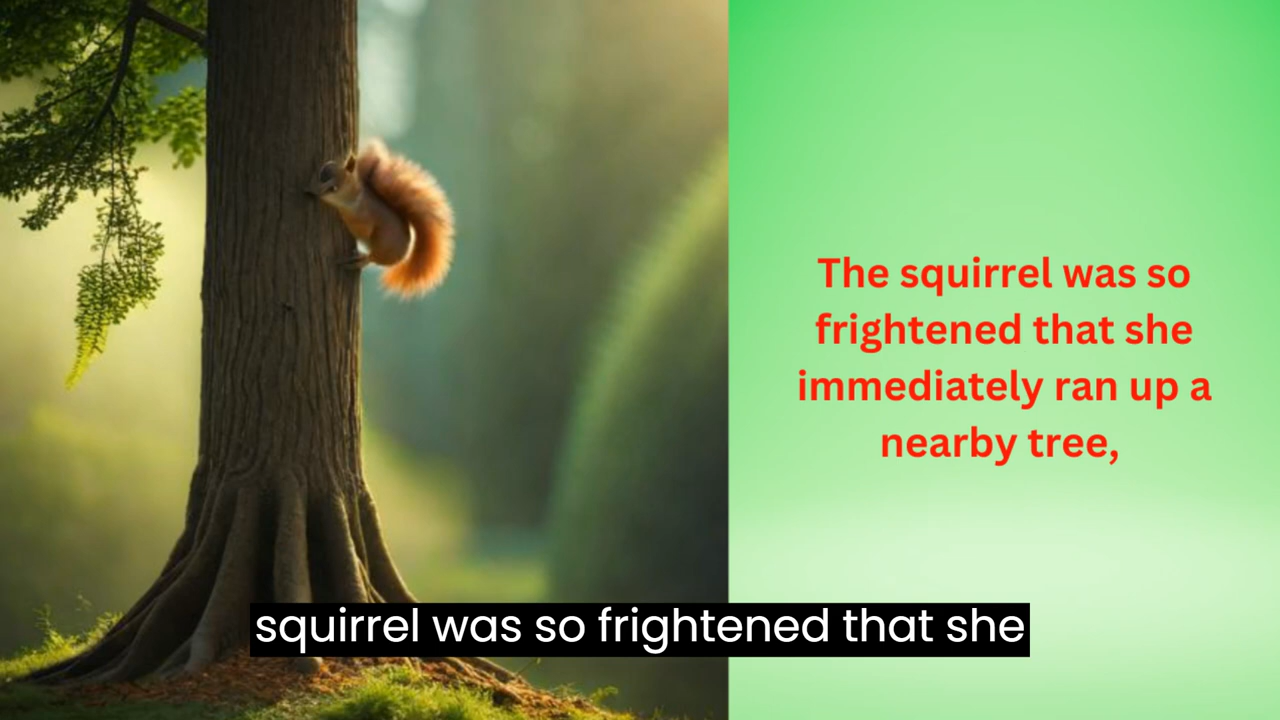 The squirrel was so
frightened that she
immediately ran up a
nearby tree,
squirrel was so frightened that she